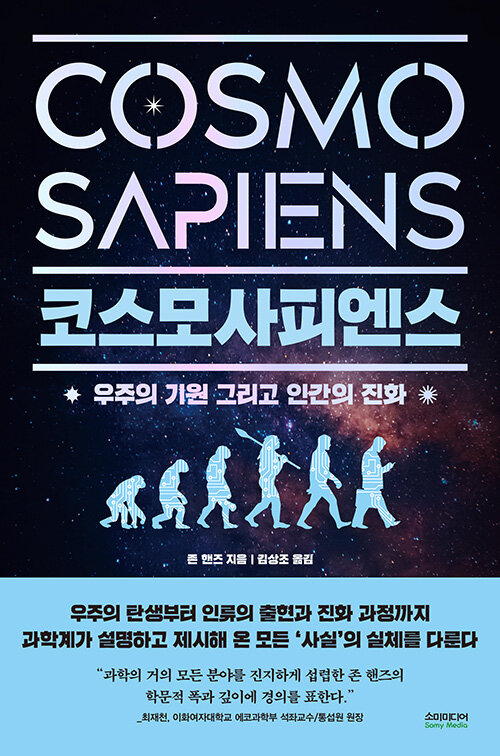 COSMO
SAPIENS
코스모사피엔스
우주의 기원 그리고 인간의 진화
존 핸즈 지음 | 김상조 옮김
우주의 탄생부터 인류의 출현과 진화 과정까지
과학계가 설명하고 제시해 온 모든 ‘사실’의 실체를 다룬다
“과학의 거의 모든 분야를 진지하게 섭렵한 존 핸즈의
학문적 폭과 깊이에 경의를 표한다.”
_최재천, 이화여자대학교 에코과학부 석좌교수/통섭원 원장
소미미디어
Somy Media